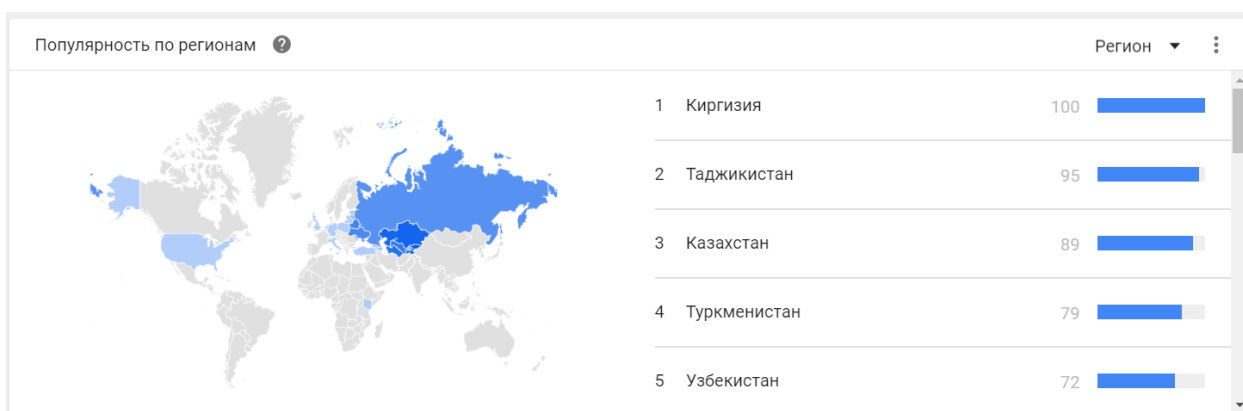 Популярность по регионам ?
Регион
1 Киргизия 100
2 Таджикистан 95
3 Казахстан 89
4 Туркменистан 79
5 Узбекистан 72